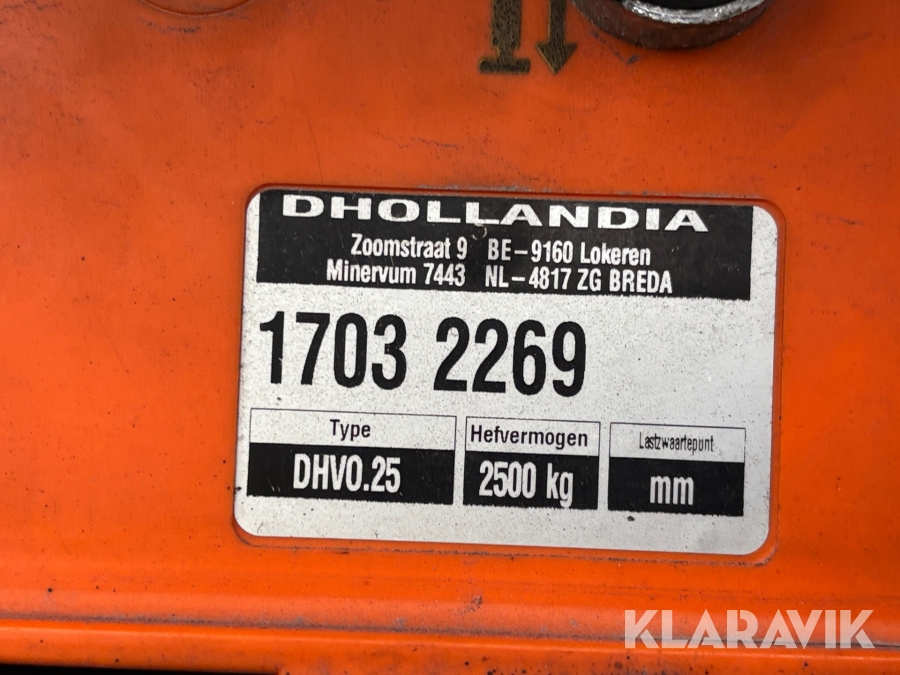 DHOLLANDIA
Zoomstraat 9 BE-9160 Lokeren
Minervum 7443 NL-4817 ZG BREDA
1703 2269
Type Hefvermogen Lastzwaartepunt
DHVO.25 2500 kg mm
KLARAVIK